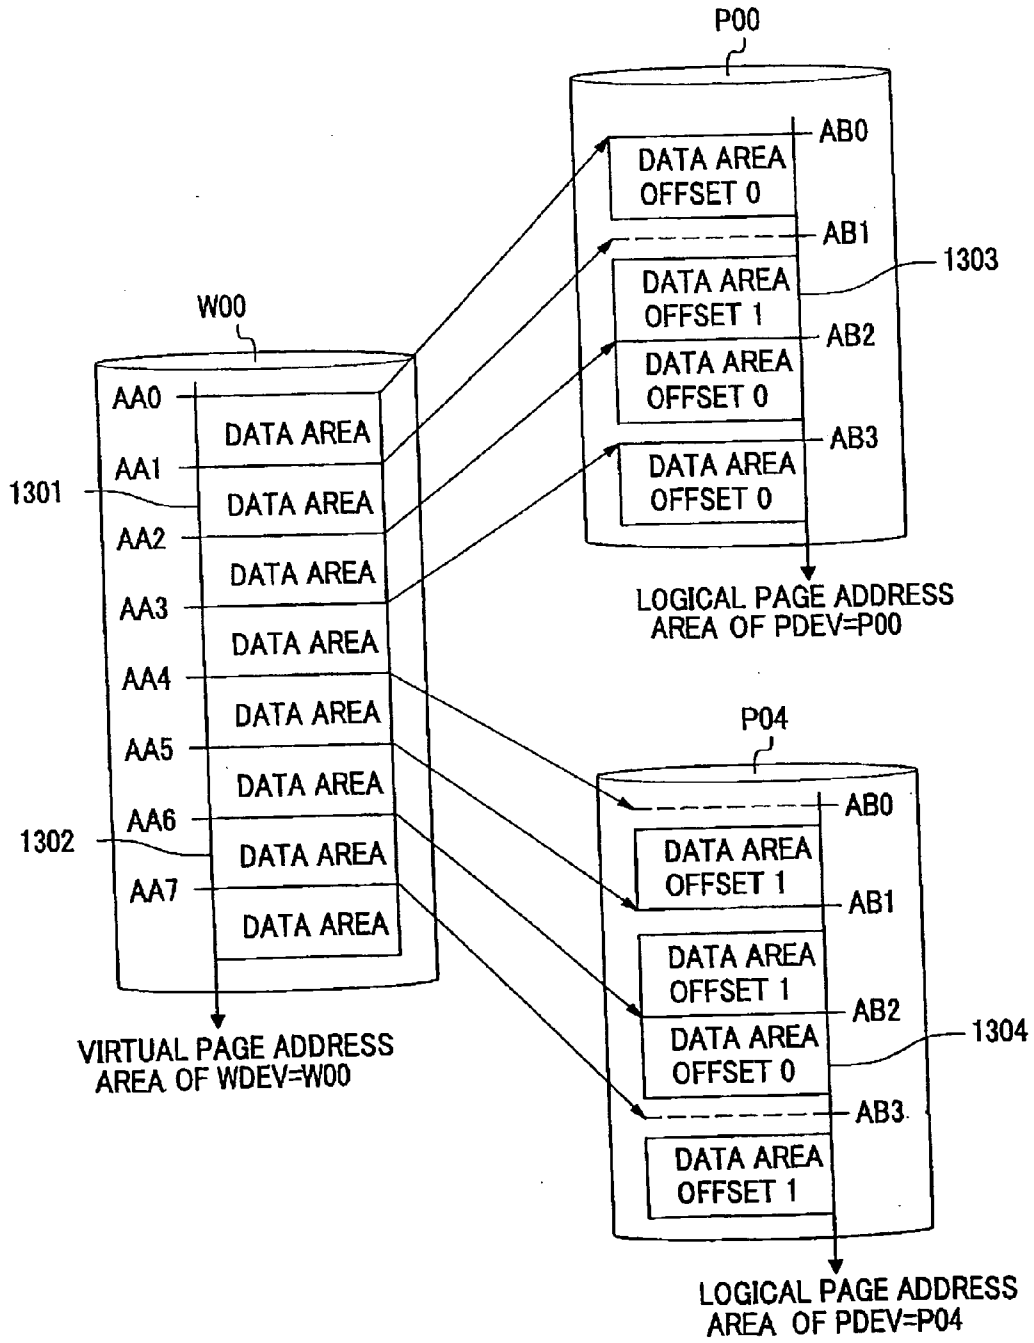 P00
AB0
DATA AREA
OFFSET 0
AB1
1303
DATA AREA
OFFSET 1
AB2
DATA AREA
OFFSET 0
AB3
DATA AREA
OFFSET 0
LOGICAL PAGE ADDRESS
AREA OF PDEV=P00
W00
AA0
DATA AREA
AA1
1301
DATA AREA
AA2
DATA AREA
AA3
DATA AREA
AA4
DATA AREA
AA5
DATA AREA
AA6
1302
DATA AREA
AA7
DATA AREA
VIRTUAL PAGE ADDRESS
AREA OF WDEV=W00
P04
AB0
DATA AREA
OFFSET 1
AB1
DATA AREA
OFFSET 1
AB2
1304
DATA AREA
OFFSET 0
AB3
DATA AREA
OFFSET 1
LOGICAL PAGE ADDRESS
AREA OF PDEV=P04